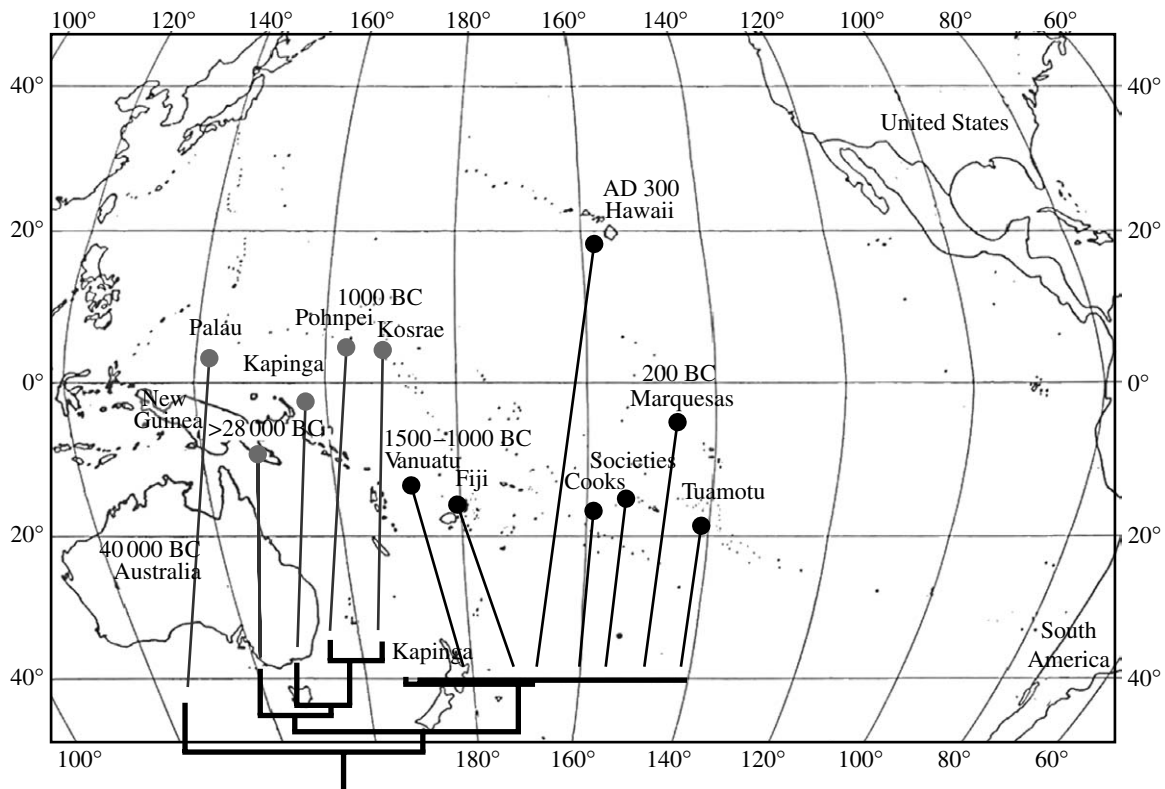 100° 120° 140° 160° 180° 160° 140° 120° 100° 80° 60°
40° 40°
United States
AD 300
Hawaii
20° 20°
1000 BC
Pohnpei
Palau
Kosrae
Kapinga
200 BC
0° 0°
New
Guinea
Marquesas
>28 000 BC
1500–1000 BC
Vanuatu
Fiji
Societies
Cooks
Tuamotu
20° 20°
40 000 BC
Australia
Kapinga
South
America
40° 40°
100° 180° 160° 140° 120° 100° 80° 60°